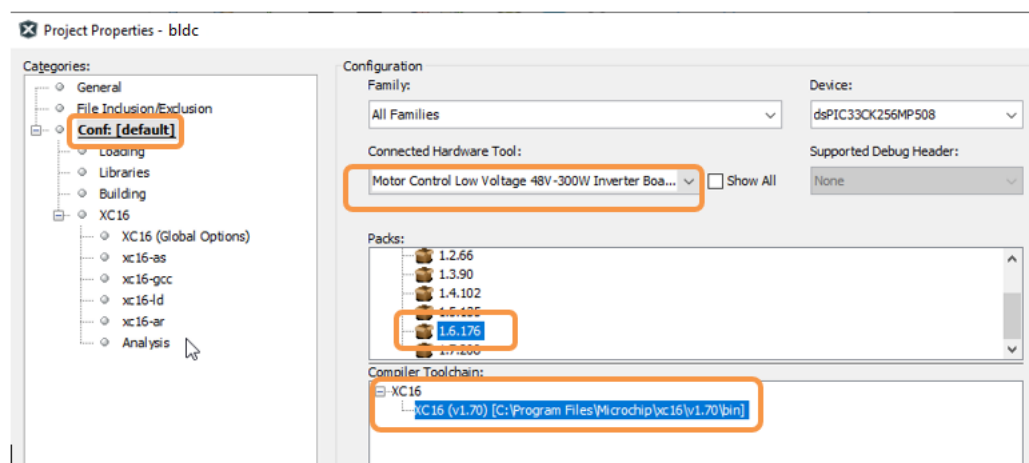 Project Properties - bldc
Categories:
General
File Inclusion/Exclusion
Conf: [default]
Loading
Libraries
Building
XC16
XC16 (Global Options)
xc16-as
xc16-gcc
xc16-ld
xc16-ar
Analysis
Configuration
Family:
All Families
Device:
dsPIC33CK256MP508
Connected Hardware Tool:
Motor Control Low Voltage 48V-300W Inverter Boa...
Show All
Supported Debug Header:
None
Packs:
1.2.66
1.3.90
1.4.102
1.6.176
Compiler Toolchain:
XC16
XC16 (v1.70) [C:\Program Files\Microchip\xc16\v1.70\bin]